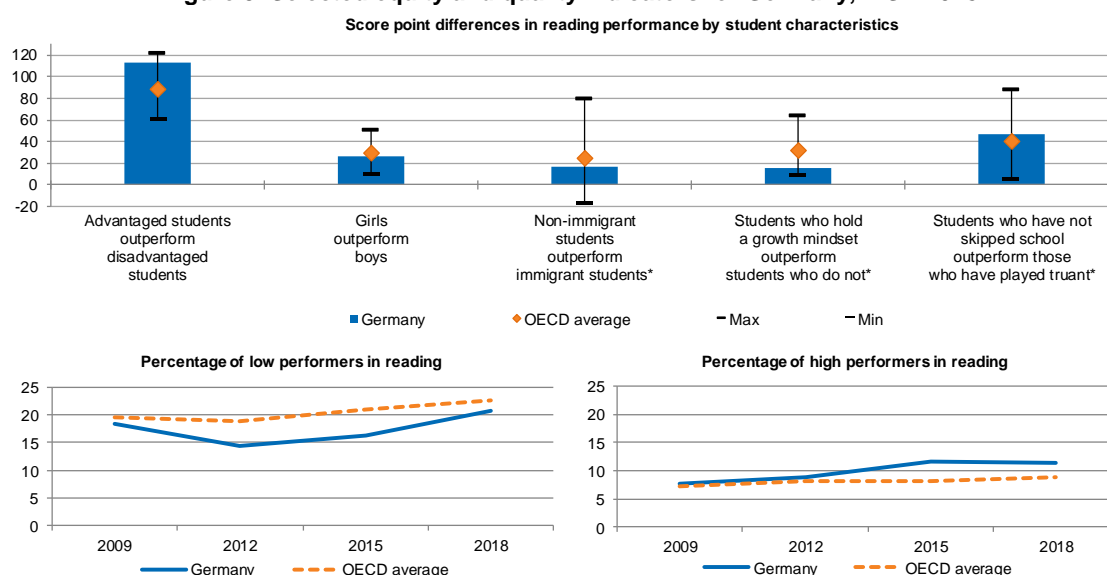 Score point differences in reading performance by student characteristics
120
100
80
60
40
20
0
-20
Advantaged students
outperform
disadvantaged
students
Girls
outperform
boys
Non-immigrant
students
outperform
immigrant students*
Students who hold
a growth mindset
outperform
students who do not*
Students who have not
skipped school
outperform those
who have played truant*
Germany
OECD average
Max
Min
Percentage of low performers in reading
25
20
15
10
5
0
2009
2012
2015
2018
Germany
OECD average
Percentage of high performers in reading
25
20
15
10
5
0
2009
2012
2015
2018
Germany
OECD average